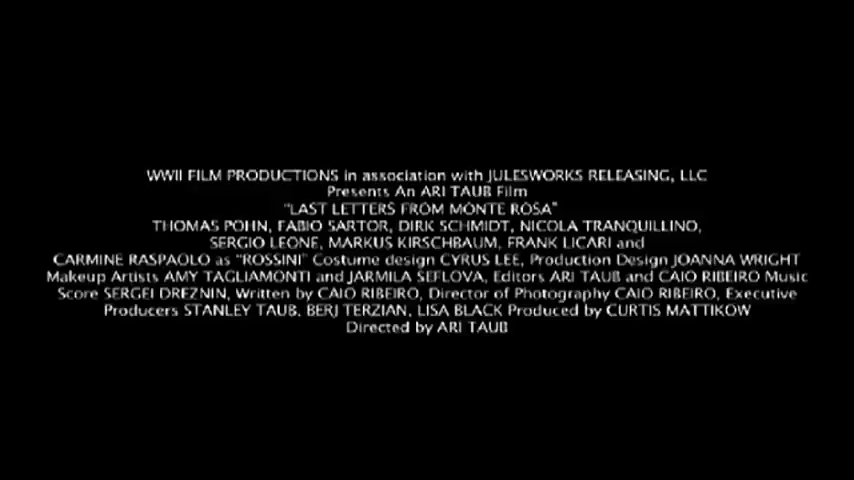 WWII FILM PRODUCTIONS in association with JULESWORKS RELEASING, LLC
Presents An ARI TAUB Film
"LAST LETTERS FROM MONTE ROSA"
THOMAS POHN, FABIO SARTOR, DIRK SCHMIDT, NICOLA TRANQUILLINO,
SERGIO LEONE, MARKUS KIRSCHBAUM, FRANK LICARI and
CARMINE RASPAOLO as "ROSSINI" Costume design CYRUS LEE, Production Design JOANNA WRIGHT
Makeup Artists AMY TAGLIAMONTI and JARMILA SEFLOVA, Editors ARI TAUB and CAIO RIBEIRO Music
Score SERGEI DREZNIN, Written by CAIO RIBEIRO, Director of Photography CAIO RIBEIRO, Executive
Producers STANLEY TAUB, BERJ TERZIAN, LISA BLACK Produced by CURTIS MATTIKOW
Directed by ARI TAUB